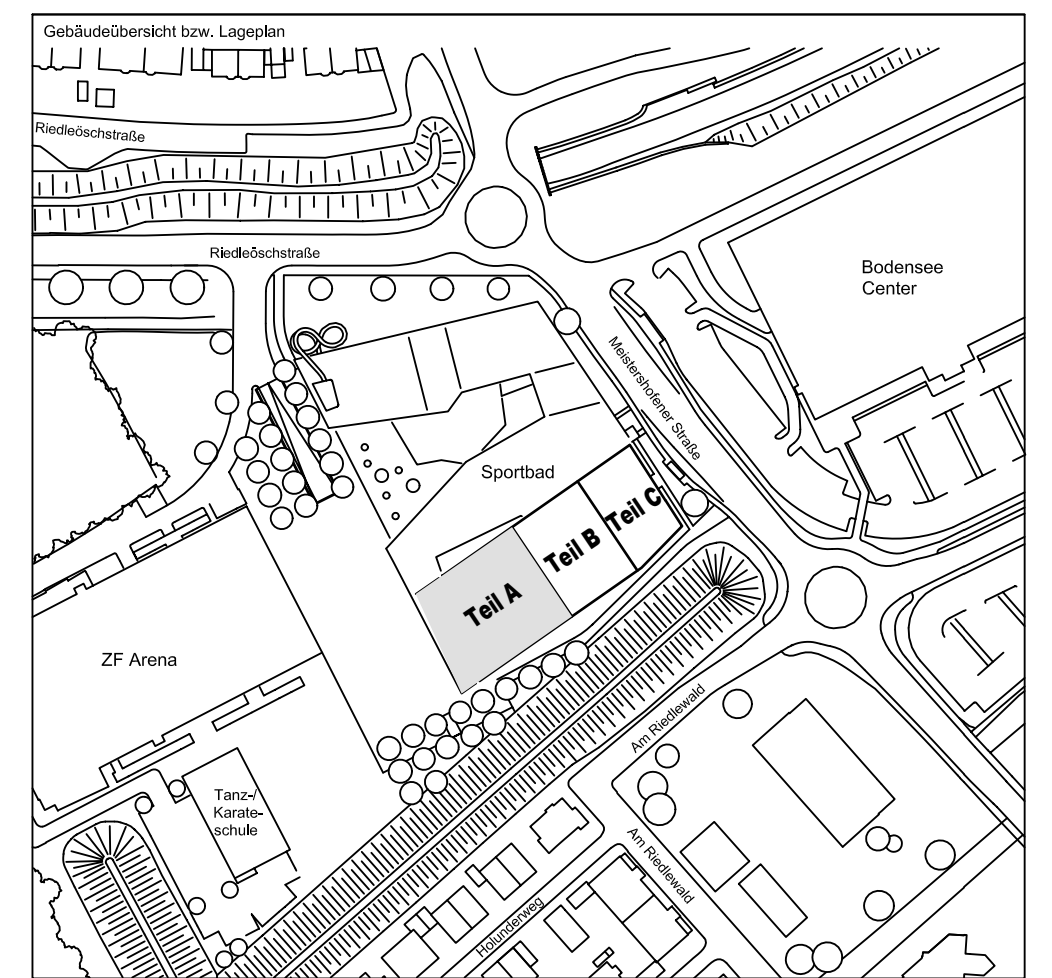 Gebäudeübersicht bzw. Lageplan
Riedleöschstraße
Riedleöschstraße
Bodensee
Center
Meistershofener Straße
Sportbad
Teil C
Teil B
Teil A
ZF Arena
Am Riedlewald
Tanz-/
Karate-
schule
Am Riedlewald
Holunderweg